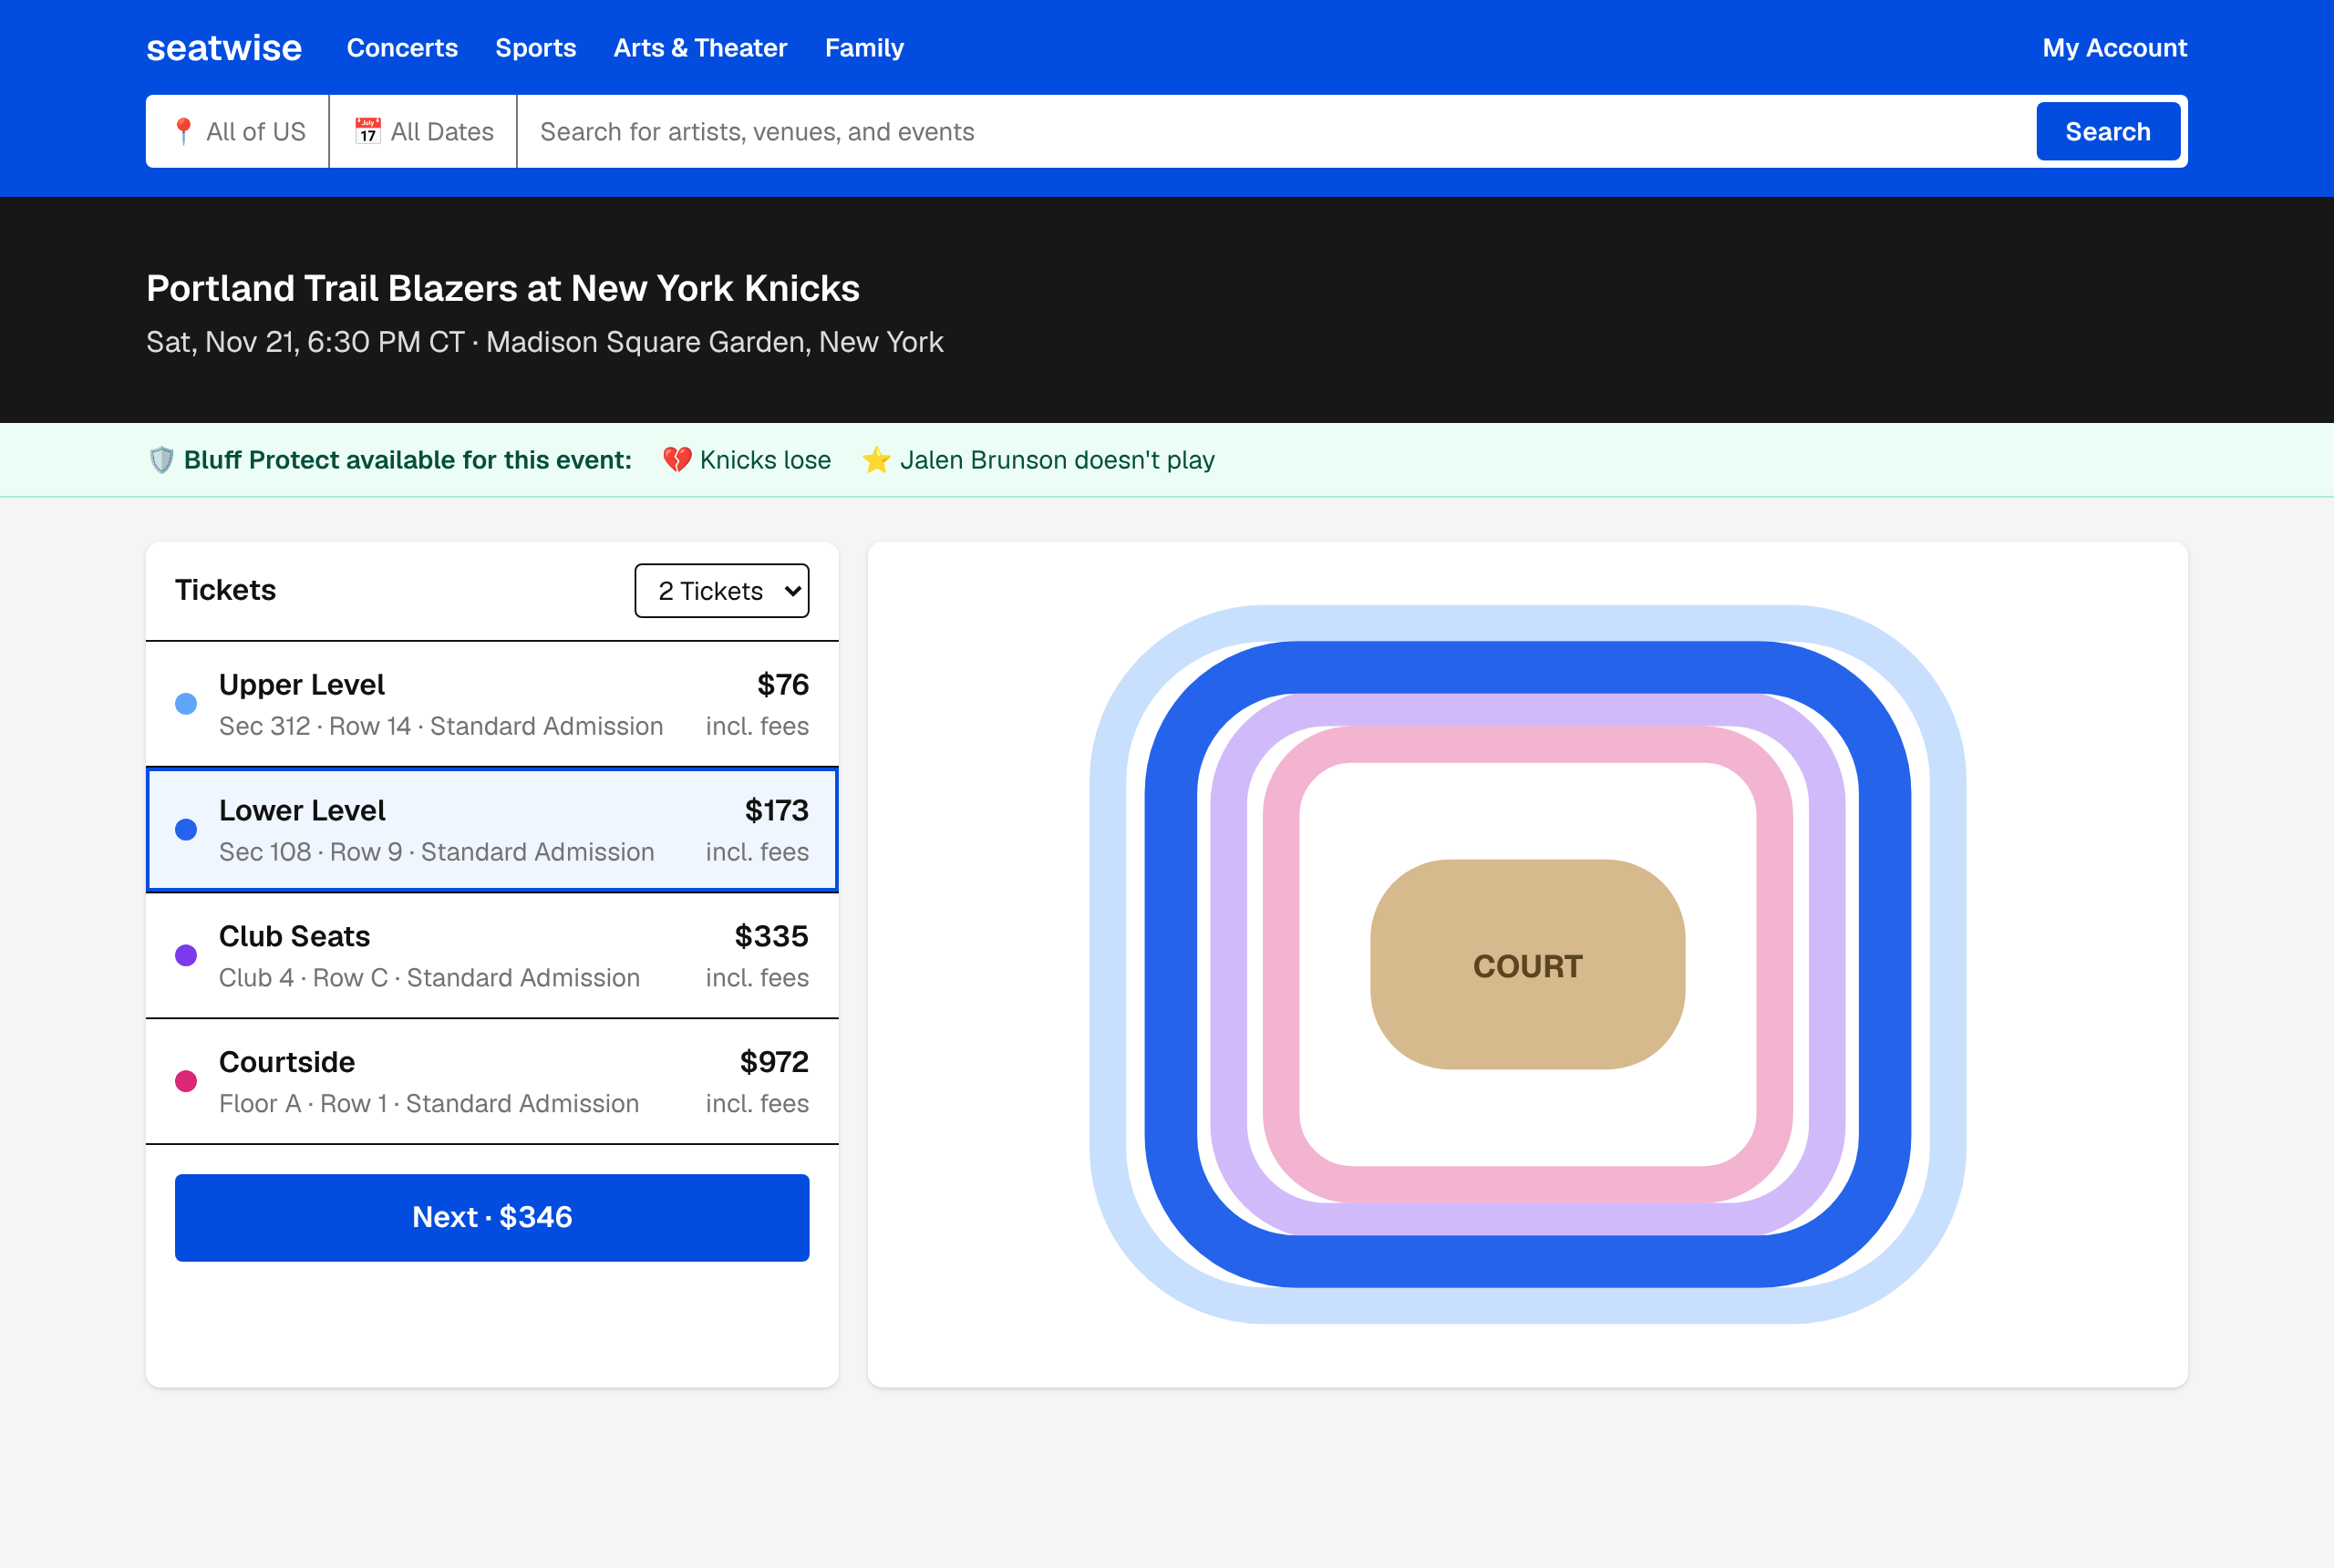 seatwise Concerts Sports Arts & Theater Family My Account
All of US All Dates Search for artists, venues, and events Search
Portland Trail Blazers at New York Knicks
Sat, Nov 21, 6:30 PM CT · Madison Square Garden, New York
Bluff Protect available for this event: Knicks lose Jalen Brunson doesn't play
Tickets 2 Tickets
Upper Level $76
Sec 312 · Row 14 · Standard Admission incl. fees
Lower Level $173
Sec 108 · Row 9 · Standard Admission incl. fees
Club Seats $335
Club 4 · Row C · Standard Admission incl. fees
Courtside $972
Floor A · Row 1 · Standard Admission incl. fees
Next · $346
COURT